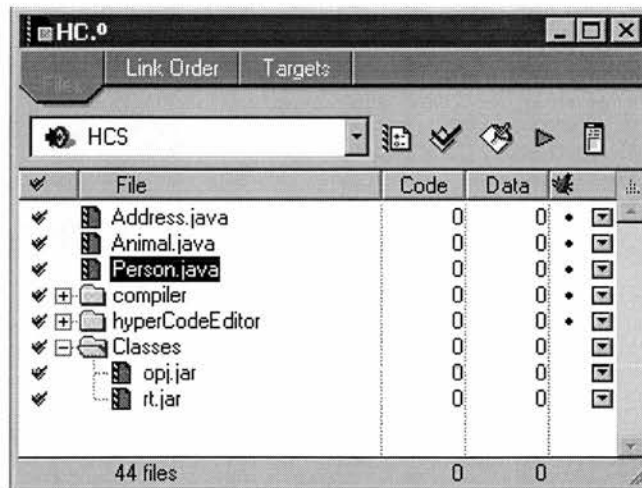 HC.º
Files Link Order Targets
HCS
File Code Data
Address.java 0 0 •
Animal.java 0 0 •
Person.java 0 0 •
compiler 0 0 •
hyperCodeEditor 0 0 •
Classes 0 0
opj.jar 0 0
rt.jar 0 0
44 files 0 0